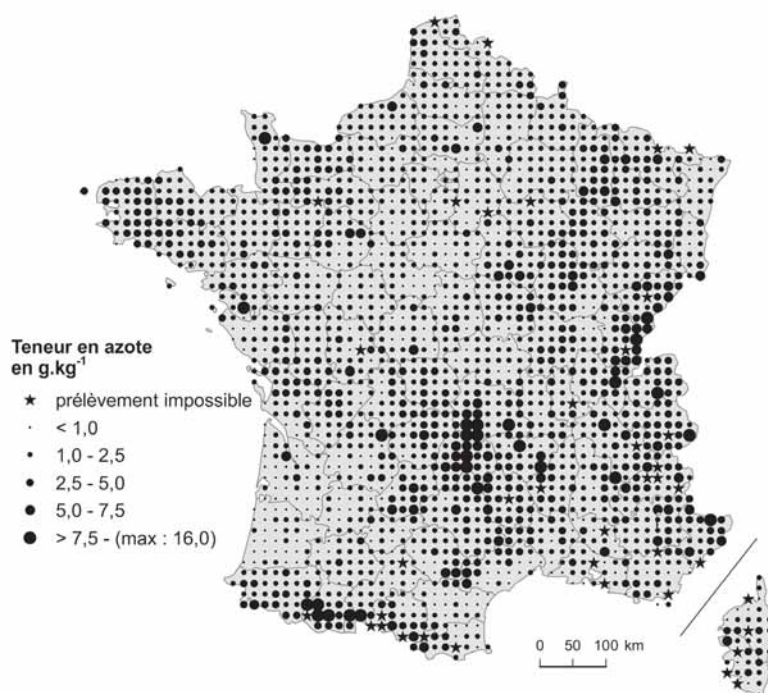 Teneur en azote
en g.kg⁻¹
prélèvement impossible
< 1,0
1,0 - 2,5
2,5 - 5,0
5,0 - 7,5
> 7,5 - (max : 16,0)
0 50 100 km